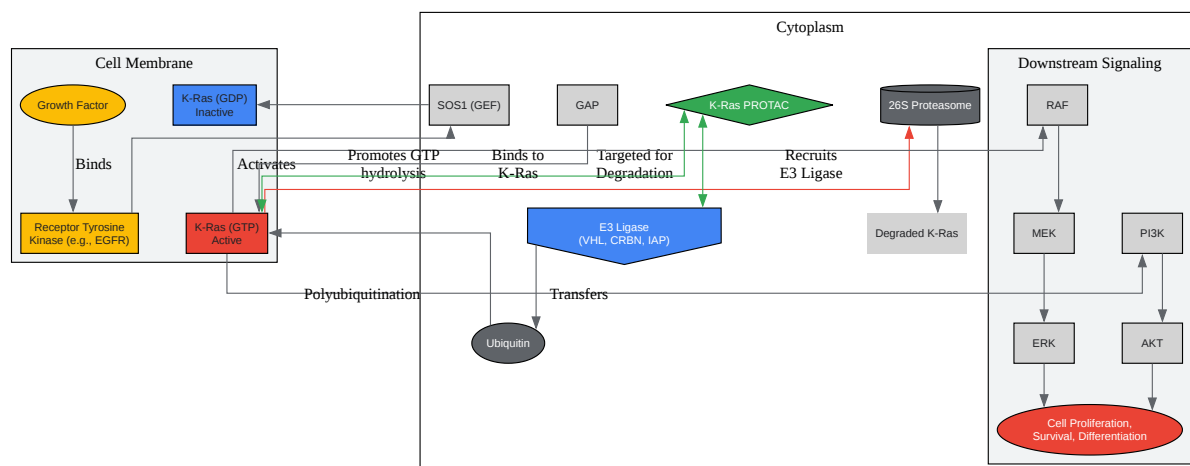 Cytoplasm
Cell Membrane
Downstream Signaling
Growth Factor
K-Ras (GDP)
Inactive
SOS1 (GEF)
GAP
K-Ras PROTAC
26S Proteasome
RAF
Binds
Activates
Promotes GTP
hydrolysis
Binds to
K-Ras
Targeted for
Degradation
Recruits
E3 Ligase
Receptor Tyrosine
Kinase (e.g., EGFR)
K-Ras (GTP)
Active
E3 Ligase
(VHL, CRBN, IAP)
Degraded K-Ras
MEK
PI3K
Polyubiquitination
Transfers
Ubiquitin
ERK
AKT
Cell Proliferation,
Survival, Differentiation